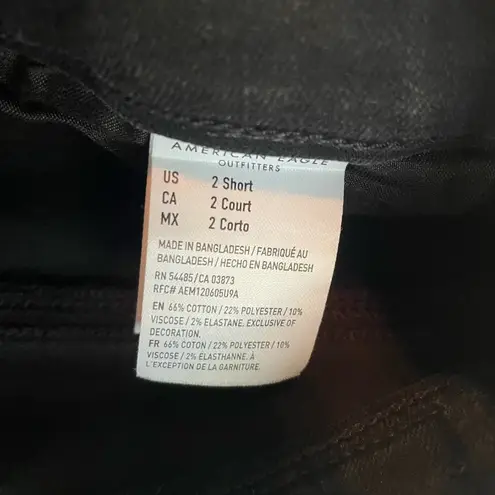 AMERICAN EAGLE
OUTFITTERS
US 2 Short
CA 2 Court
MX 2 Corto
MADE IN BANGLADESH / FABRIQUÉ AU
BANGLADESH / HECHO EN BANGLADESH
RN 54485/CA 03873
RFC# AEM120605U9A
EN 66% COTTON / 22% POLYESTER / 10%
VISCOSE / 2% ELASTANE. EXCLUSIVE OF
DECORATION.
FR 66% COTON / 22% POLYESTER / 10%
VISCOSE / 2% ELASTHANNE. À
L'EXCEPTION DE LA GARNITURE.